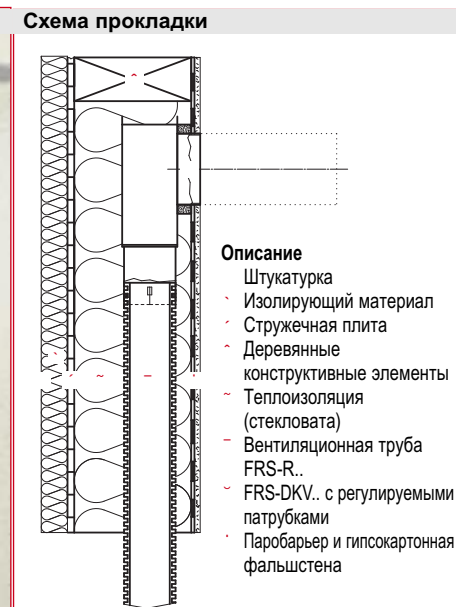 Схема прокладки
Описание
Штукатурка
` Изолирующий материал
´ Стружечная плита
ˆ Деревянные
конструктивные элементы
˜ Теплоизоляция
(стекловата)
¯ Вентиляционная труба
FRS-R..
˘ FRS-DKV.. с регулируемыми
патрубками
˙ Паробарьер и гипсокартонная
фальшстена